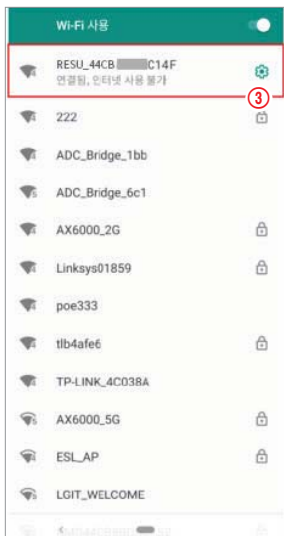 Wi-Fi 사용
RESU_44CB C14F
연결됨, 인터넷 사용 불가
③
222
ADC_Bridge_1bb
ADC_Bridge_6c1
AX6000_2G
Linksys01859
poe333
tlb4afe6
TP-LINK_4C038A
AX6000_5G
ESL_AP
LGIT_WELCOME